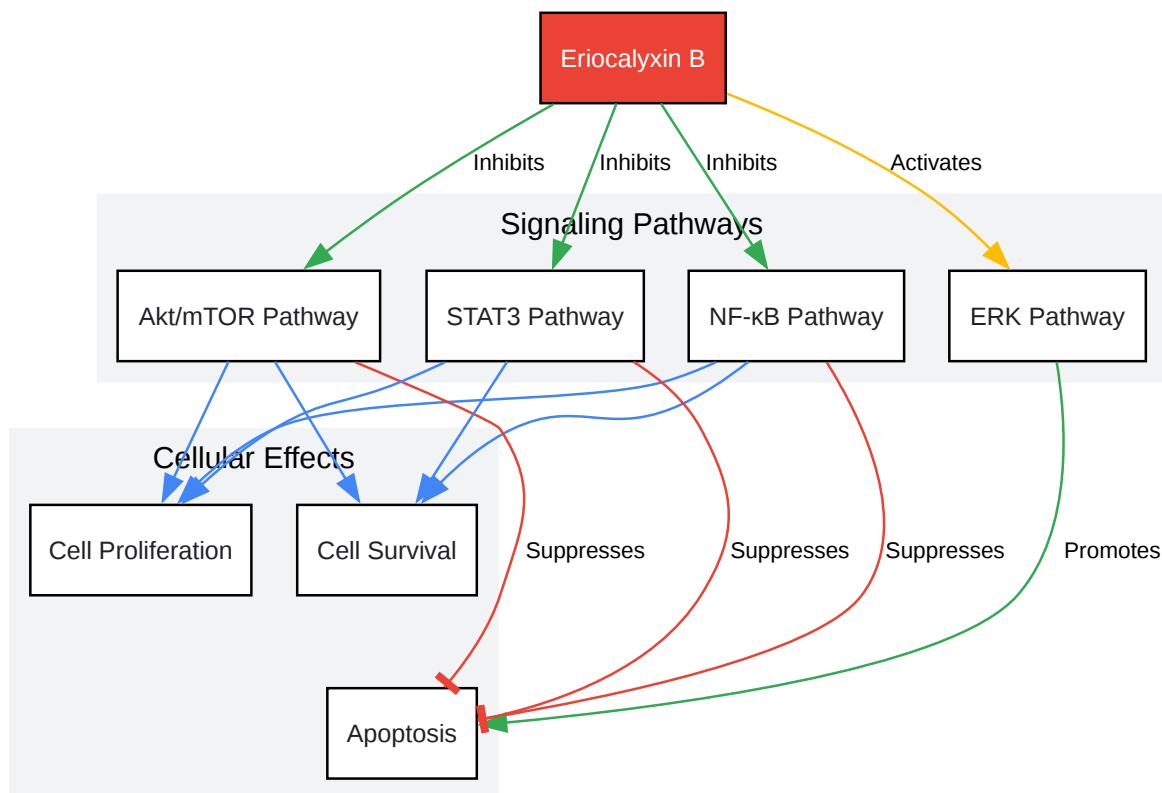 Eriocalyxin B
Inhibits
Inhibits
Inhibits
Activates
Signaling Pathways
Akt/mTOR Pathway
STAT3 Pathway
NF-κB Pathway
ERK Pathway
Cellular Effects
Cell Proliferation
Cell Survival
Suppresses
Suppresses
Suppresses
Promotes
Apoptosis